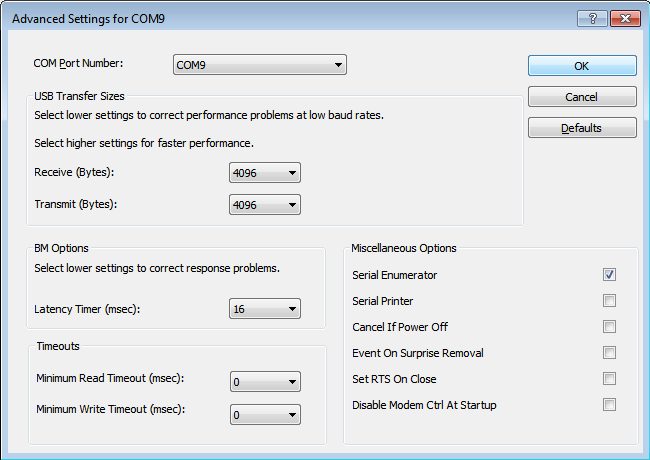 Advanced Settings for COM9
?
COM Port Number:
COM9
OK
Cancel
Defaults
USB Transfer Sizes
Select lower settings to correct performance problems at low baud rates.
Select higher settings for faster performance.
Receive (Bytes):
4096
Transmit (Bytes):
4096
BM Options
Select lower settings to correct response problems.
Latency Timer (msec):
16
Timeouts
Minimum Read Timeout (msec):
0
Minimum Write Timeout (msec):
0
Miscellaneous Options
Serial Enumerator
Serial Printer
Cancel If Power Off
Event On Surprise Removal
Set RTS On Close
Disable Modem Ctrl At Startup